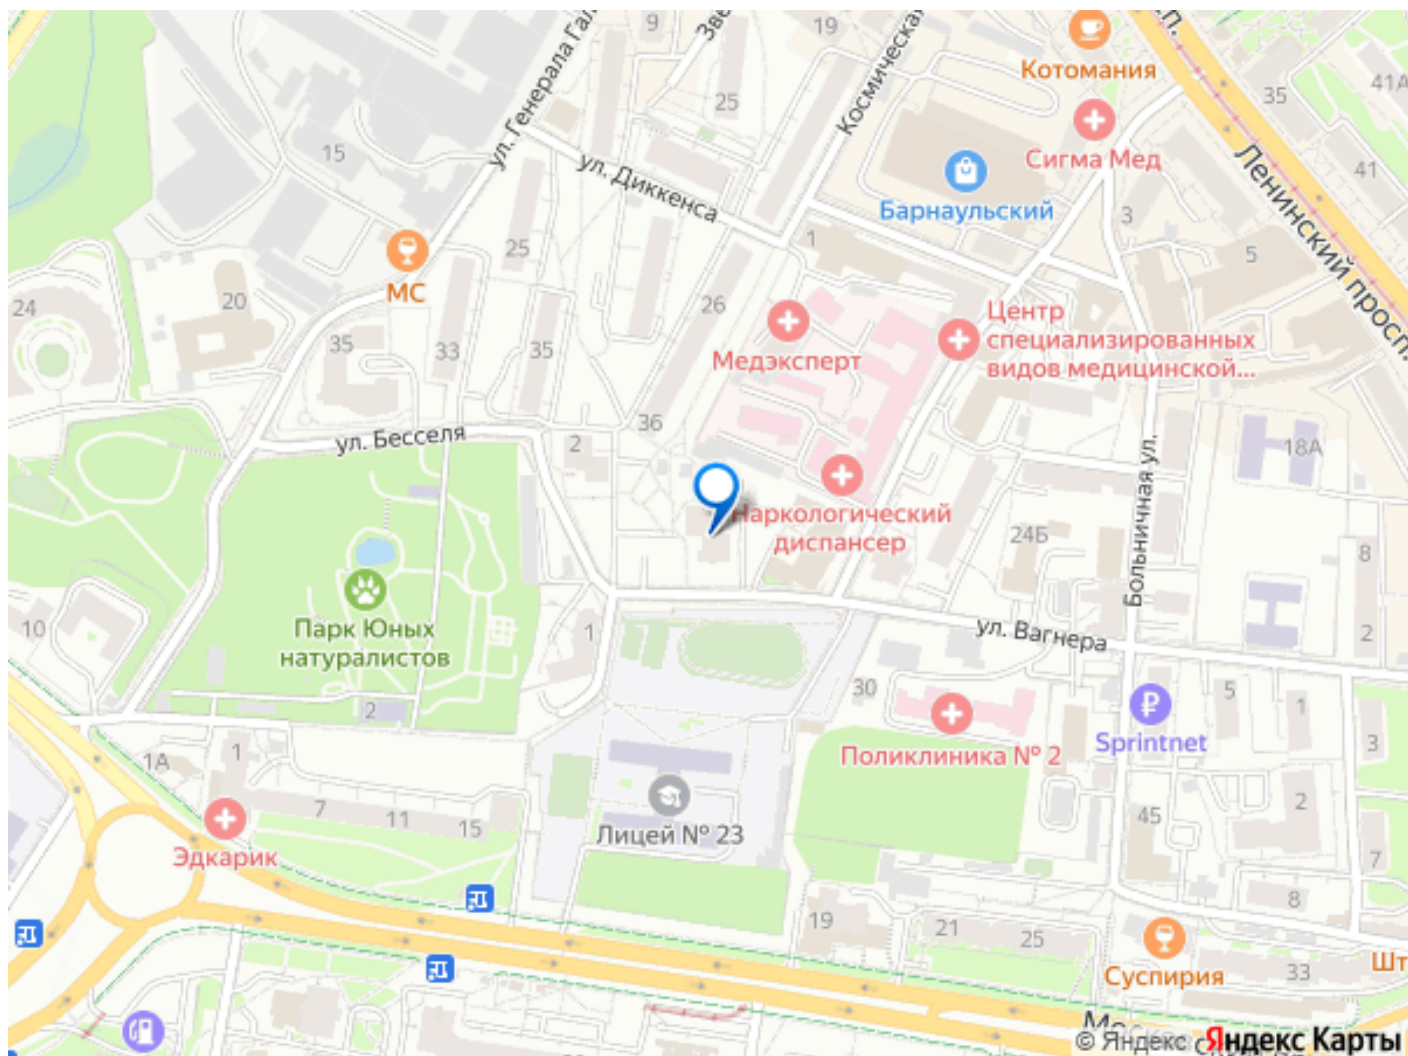 9
Зве
19
Космическая
Котомания
35
41А
25
ул. Генерала Гал
15
ул. Диккенса
Сигма Мед
41
Барнаульский
3
Ленинский просп.
1
5
25
МС
20
24
26
Центр
специализированных
видов медицинской...
Медэксперт
35
33
35
36
ул. Бесселя
2
18А
Больничная ул.
Наркологический
диспансер
24Б
8
2
10
Парк Юных
натуралистов
1
ул. Вагнера
30
5
1
2
Sprintnet
3
Поликлиника № 2
1А
1
7
11
15
Эдкарик
Лицей № 23
45
2
7
8
19
21
25
33
Суспирия
Шт
© Яндекс Яндекс Карты